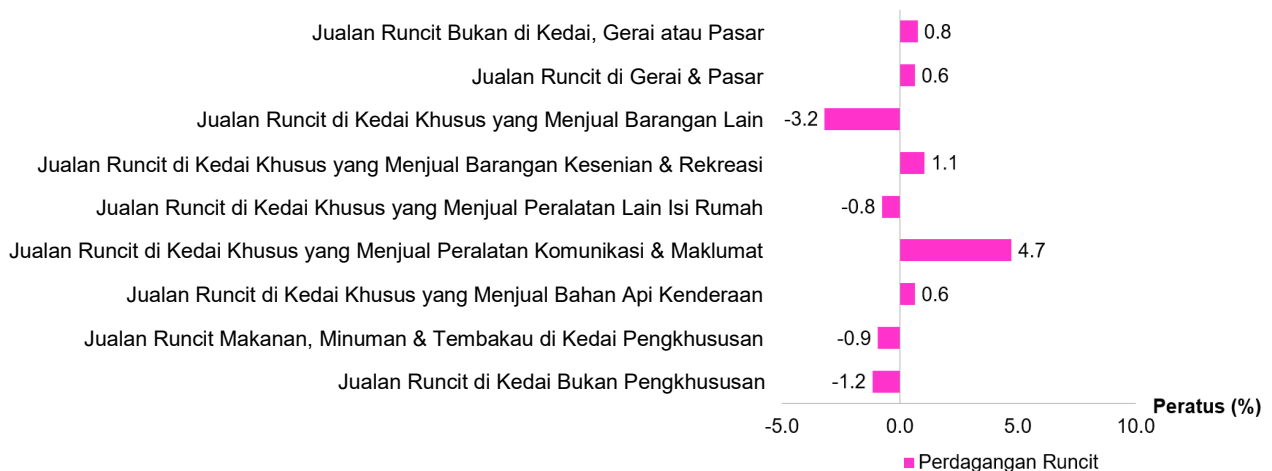 Jualan Runcit Bukan di Kedai, Gerai atau Pasar 0.8
Jualan Runcit di Gerai & Pasar 0.6
Jualan Runcit di Kedai Khusus yang Menjual Barangan Lain -3.2
Jualan Runcit di Kedai Khusus yang Menjual Barangan Kesenian & Rekreasi 1.1
Jualan Runcit di Kedai Khusus yang Menjual Peralatan Lain Isi Rumah -0.8
Jualan Runcit di Kedai Khusus yang Menjual Peralatan Komunikasi & Maklumat 4.7
Jualan Runcit di Kedai Khusus yang Menjual Bahan Api Kenderaan 0.6
Jualan Runcit Makanan, Minuman & Tembakau di Kedai Pengkhususan -0.9
Jualan Runcit di Kedai Bukan Pengkhususan -1.2
Peratus (%)
-5.0 0.0 5.0 10.0
Perdagangan Runcit